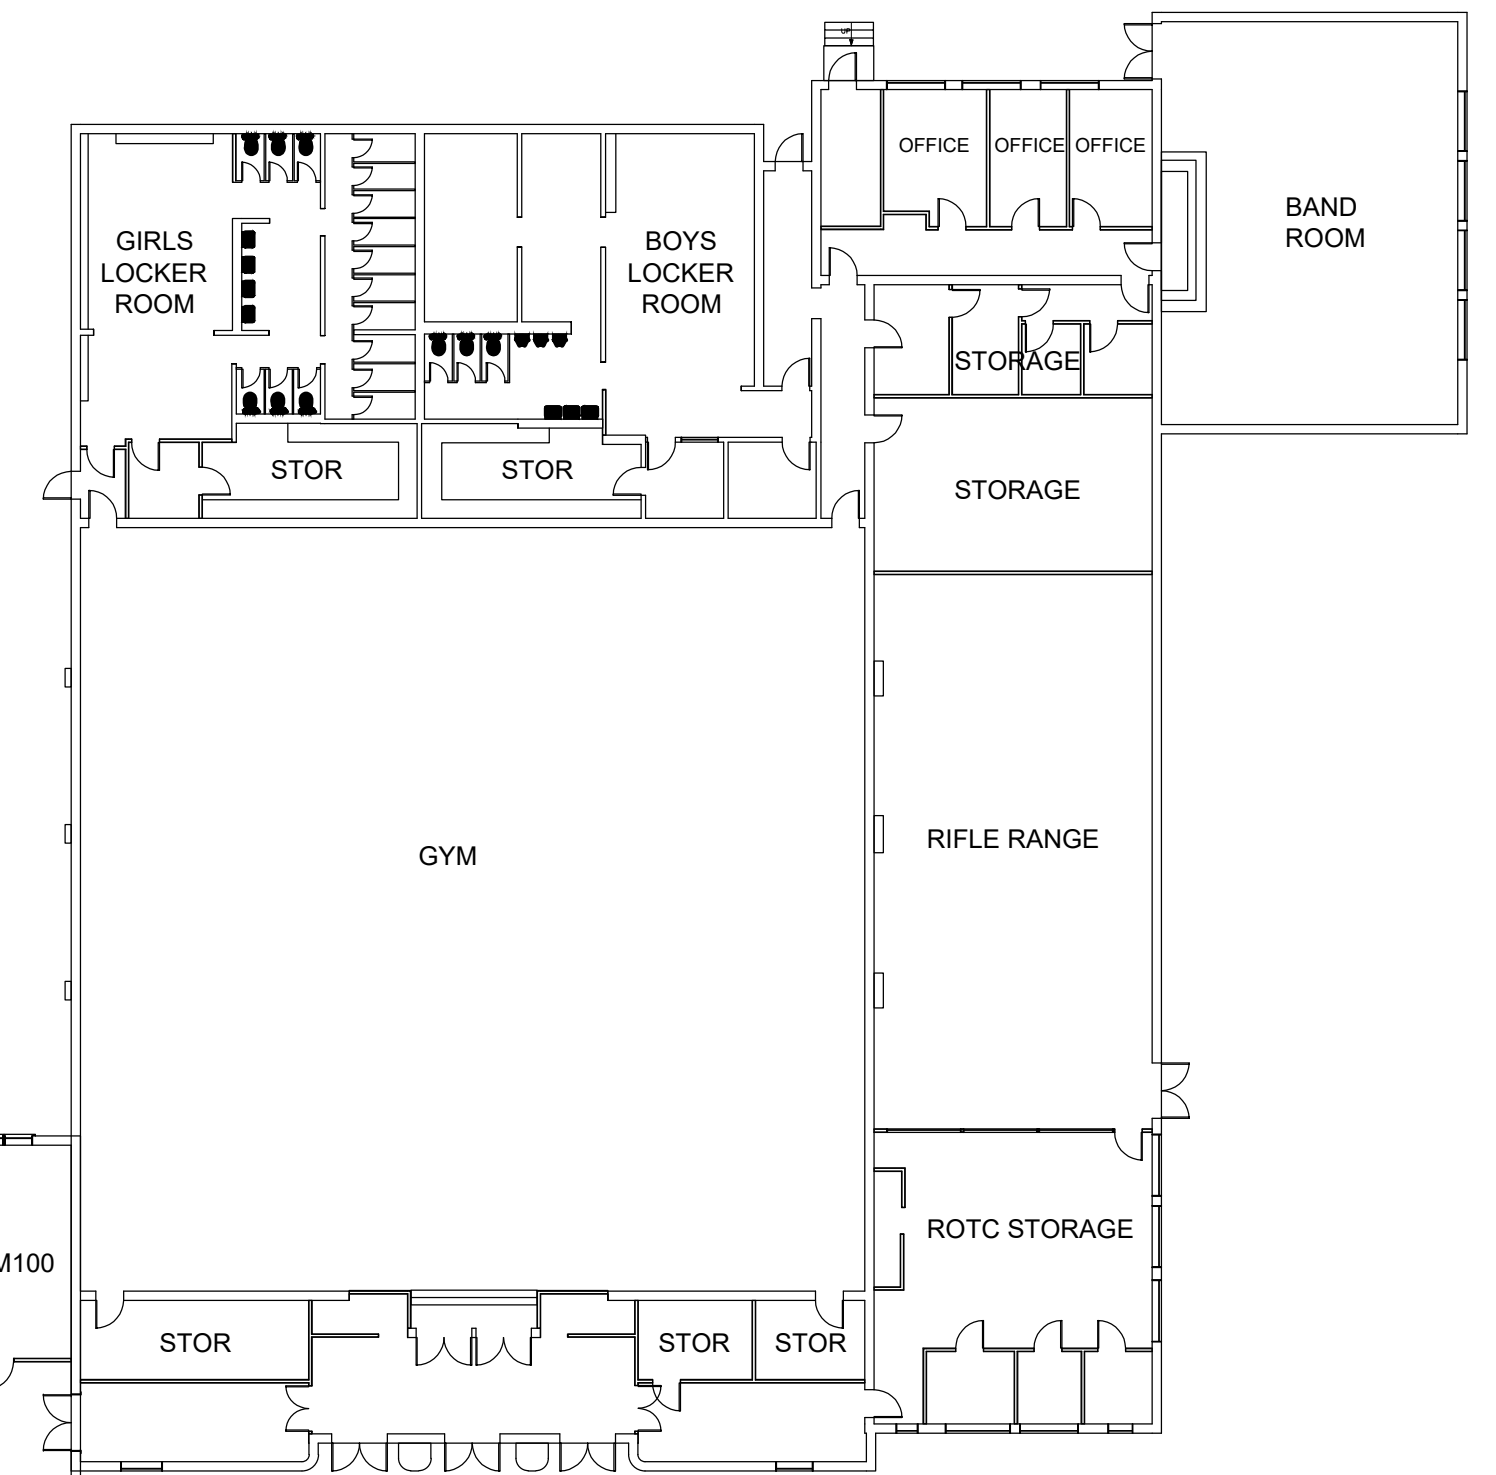 UP
OFFICE
OFFICE
OFFICE
BAND
ROOM
GIRLS
LOCKER
ROOM
BOYS
LOCKER
ROOM
STORAGE
STOR
STOR
STORAGE
RIFLE RANGE
GYM
ROTC STORAGE
M100
STOR
STOR
STOR